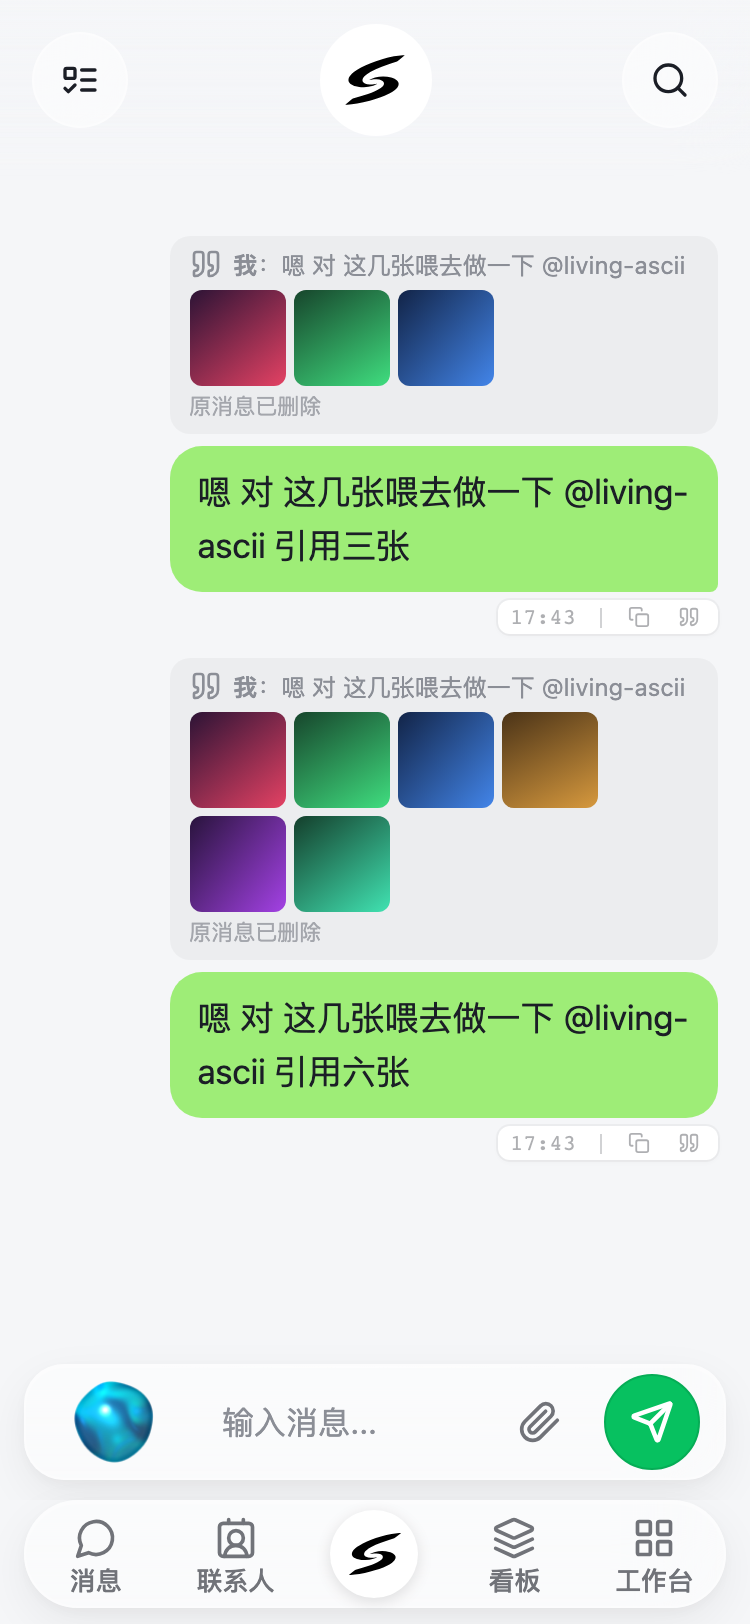 我: 嗯 对 这几张喂去做一下 @living-ascii
原消息已删除
嗯 对 这几张喂去做一下 @living-
ascii 引用三张
17:43
我: 嗯 对 这几张喂去做一下 @living-ascii
原消息已删除
嗯 对 这几张喂去做一下 @living-
ascii 引用六张
17:43
输入消息...
消息
联系人
看板
工作台